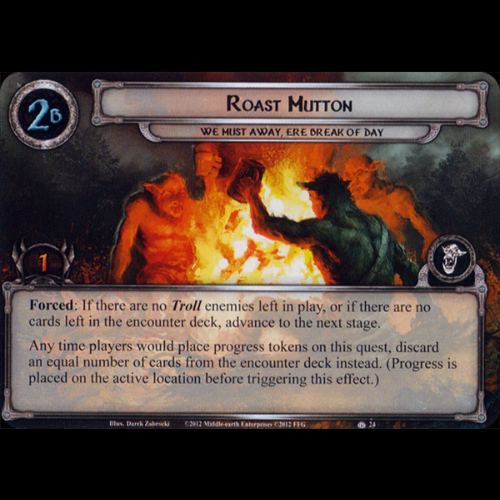 2B
ROAST MUTTON
WE MUST AWAY, ERE BREAK OF DAY
1
Forced: If there are no Troll enemies left in play, or if there are no
cards left in the encounter deck, advance to the next stage.
Any time players would place progress tokens on this quest, discard
an equal number of cards from the encounter deck instead. (Progress is
placed on the active location before triggering this effect.)
Illus. Darek Zabrocki ©2012 Middle-earth Enterprises ©2012 FFG 24